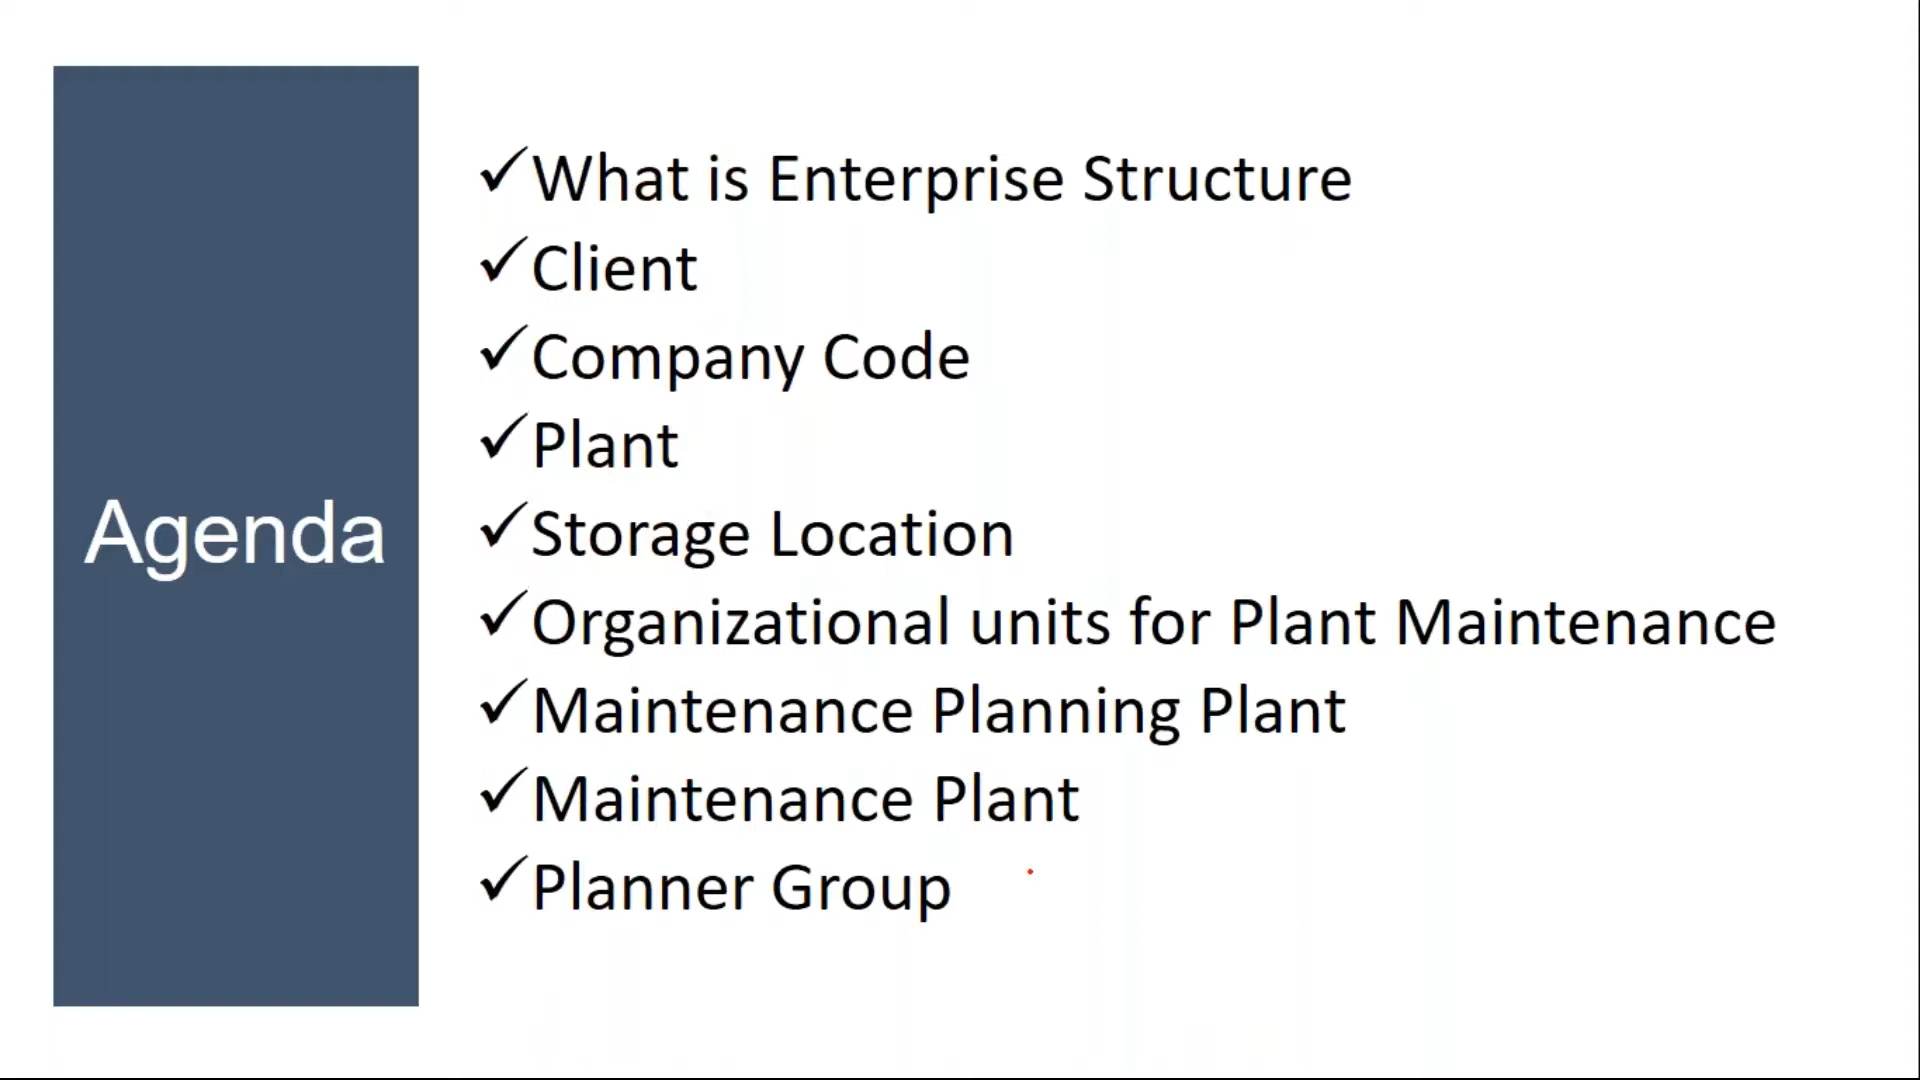 Agenda
✓What is Enterprise Structure
✓Client
✓Company Code
✓Plant
✓Storage Location
✓Organizational units for Plant Maintenance
✓Maintenance Planning Plant
✓Maintenance Plant
✓Planner Group